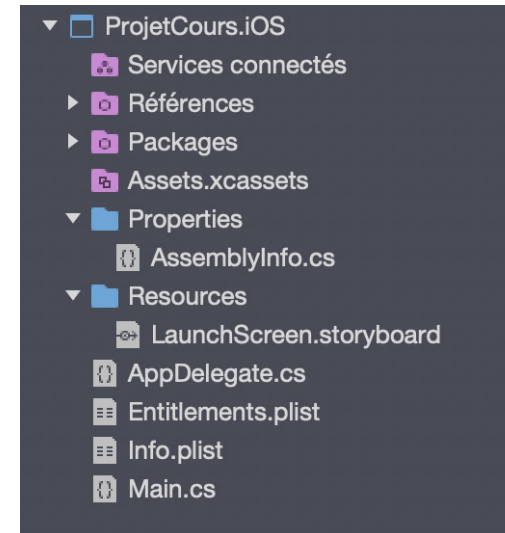 ProjetCours.iOS
Services connectés
Références
Packages
Assets.xcassets
Properties
AssemblyInfo.cs
Resources
LaunchScreen.storyboard
AppDelegate.cs
Entitlements.plist
Info.plist
Main.cs